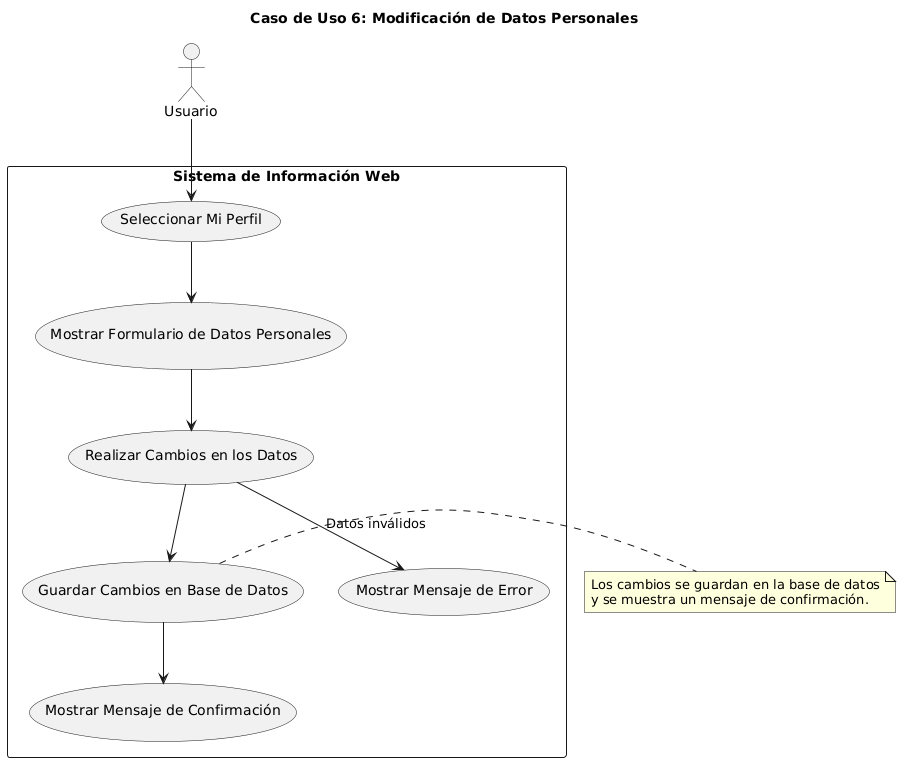 Caso de Uso 6: Modificación de Datos Personales
Usuario
Sistema de Información Web
Seleccionar Mi Perfil
Mostrar Formulario de Datos Personales
Realizar Cambios en los Datos
Datos inválidos
Guardar Cambios en Base de Datos
Mostrar Mensaje de Error
Los cambios se guardan en la base de datos
y se muestra un mensaje de confirmación.
Mostrar Mensaje de Confirmación